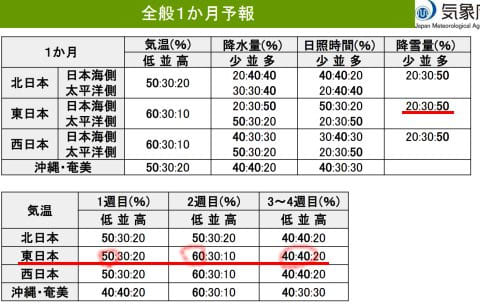 全般1か月予報
気象庁
Japan Meteorological Age
1か月 気温(%) 降水量(%) 日照時間(%) 降雪量(%)
低 並 高 少 並 多 少 並 多 少 並 多
北日本 日本海側 50:30:20 20:40:40 40:40:20 20:30:50
太平洋側 30:30:40 20:40:40
東日本 日本海側 60:30:10 20:30:50 50:30:20 20:30:50
太平洋側 50:30:20 20:30:50
西日本 日本海側 60:30:10 40:30:30 30:40:30 20:30:50
太平洋側 50:30:20 20:30:50
沖縄・奄美 50:30:20 40:40:20 40:30:30
気温 1週目(%) 2週目(%) 3～4週目(%)
低 並 高 低 並 高 低 並 高
北日本 50:30:20 50:30:20 40:40:20
東日本 50:30:20 60:30:10 40:40:20
西日本 50:30:20 60:30:10 40:40:20
沖縄・奄美 40:40:20 60:30:10 40:30:30